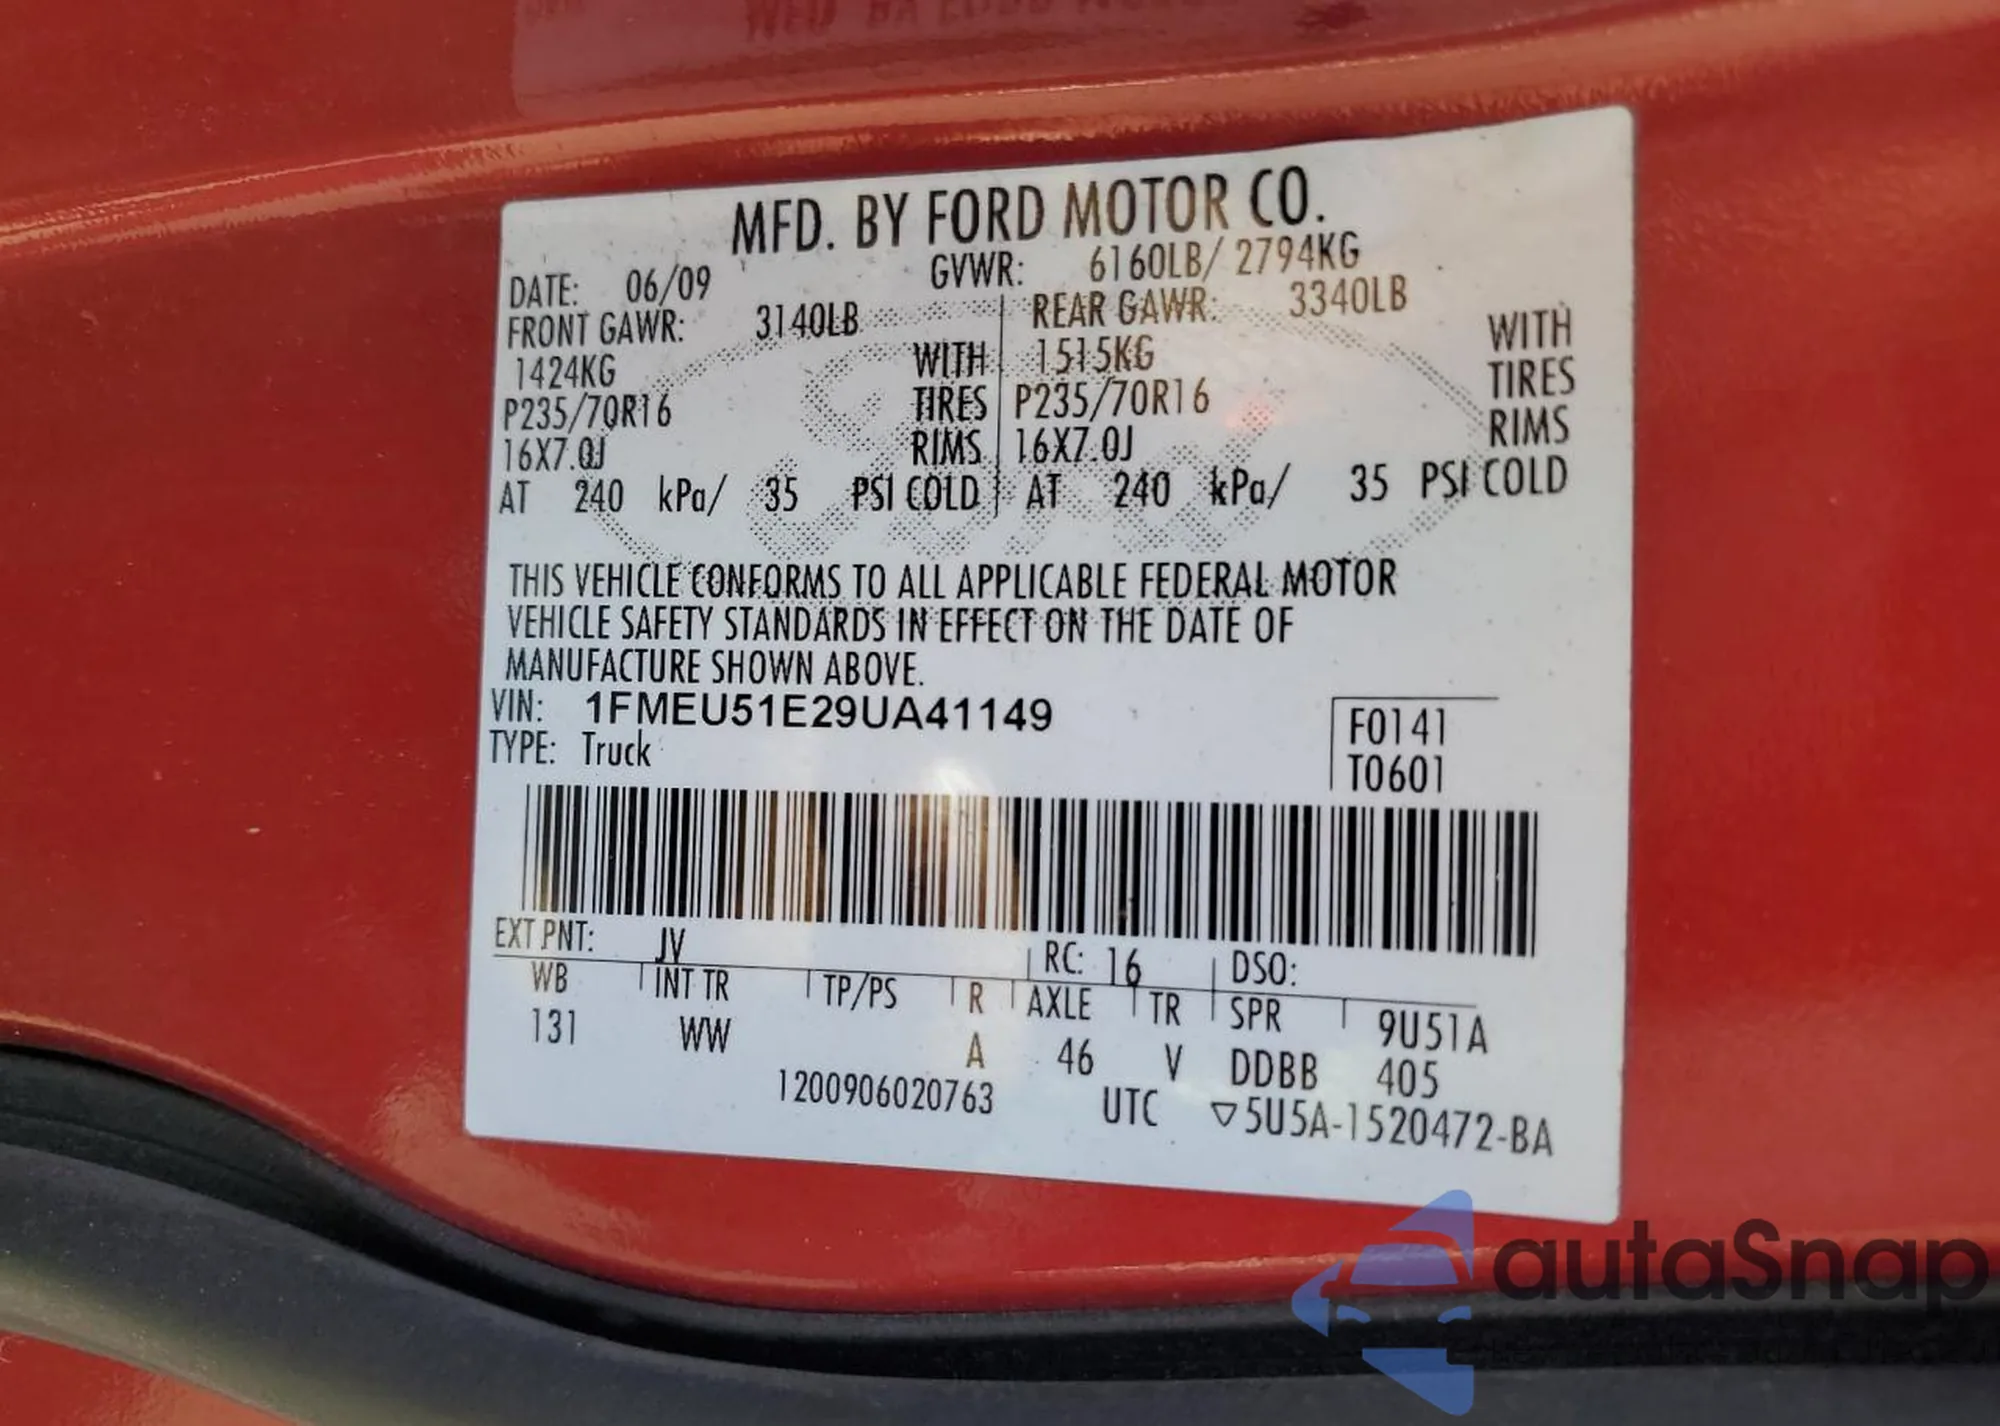 MFD. BY FORD MOTOR CO.
DATE: 06/09 GVWR: 6160LB/ 2794KG
FRONT GAWR: 3140LB REAR GAWR: 3340LB
1424KG WITH 1515KG WITH
P235/70R16 TIRES P235/70R16 TIRES
16X7.0J RIMS 16X7.0J RIMS
AT 240 kPa/ 35 PSI COLD AT 240 kPa/ 35 PSI COLD
THIS VEHICLE CONFORMS TO ALL APPLICABLE FEDERAL MOTOR
VEHICLE SAFETY STANDARDS IN EFFECT ON THE DATE OF
MANUFACTURE SHOWN ABOVE.
VIN: 1FMEU51E29UA41149 F0141
TYPE: Truck T0601
EXT PNT: JV RC: 16 DSO:
WB INT TR TP/PS R AXLE TR SPR 9U51A
131 WW A 46 V DDBB 405
1200906020763 UTC ▽5U5A-1520472-BA
autaSnap